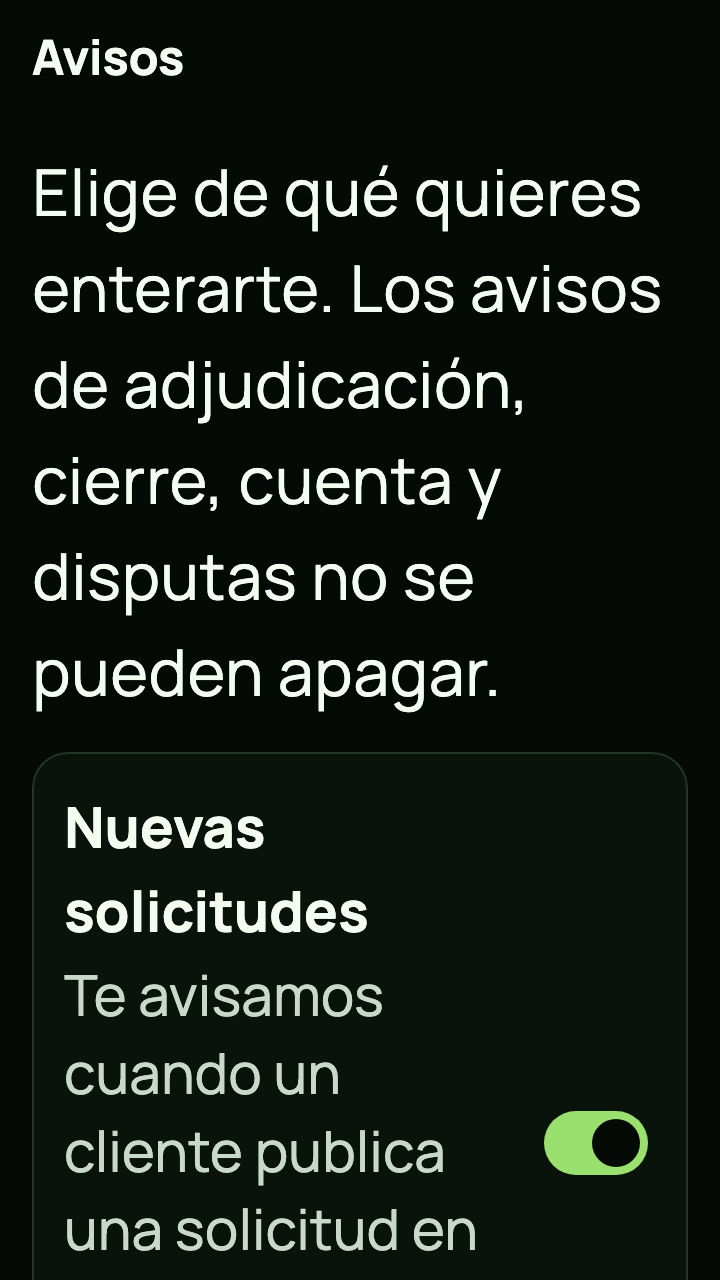 Avisos
Elige de qué quieres
enterarte. Los avisos
de adjudicación,
cierre, cuenta y
disputas no se
pueden apagar.
Nuevas
solicitudes
Te avisamos
cuando un
cliente publica
una solicitud en